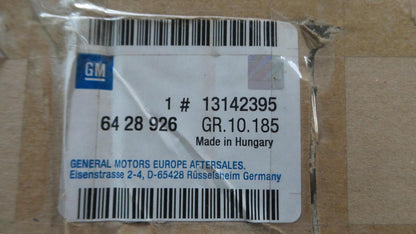 GM
1 # 13142395
64 28 926 GR.10.185
Made in Hungary
GENERAL MOTORS EUROPE AFTERSALES.
Eisenstrasse 2-4, D-65428 Rüsselsheim Germany